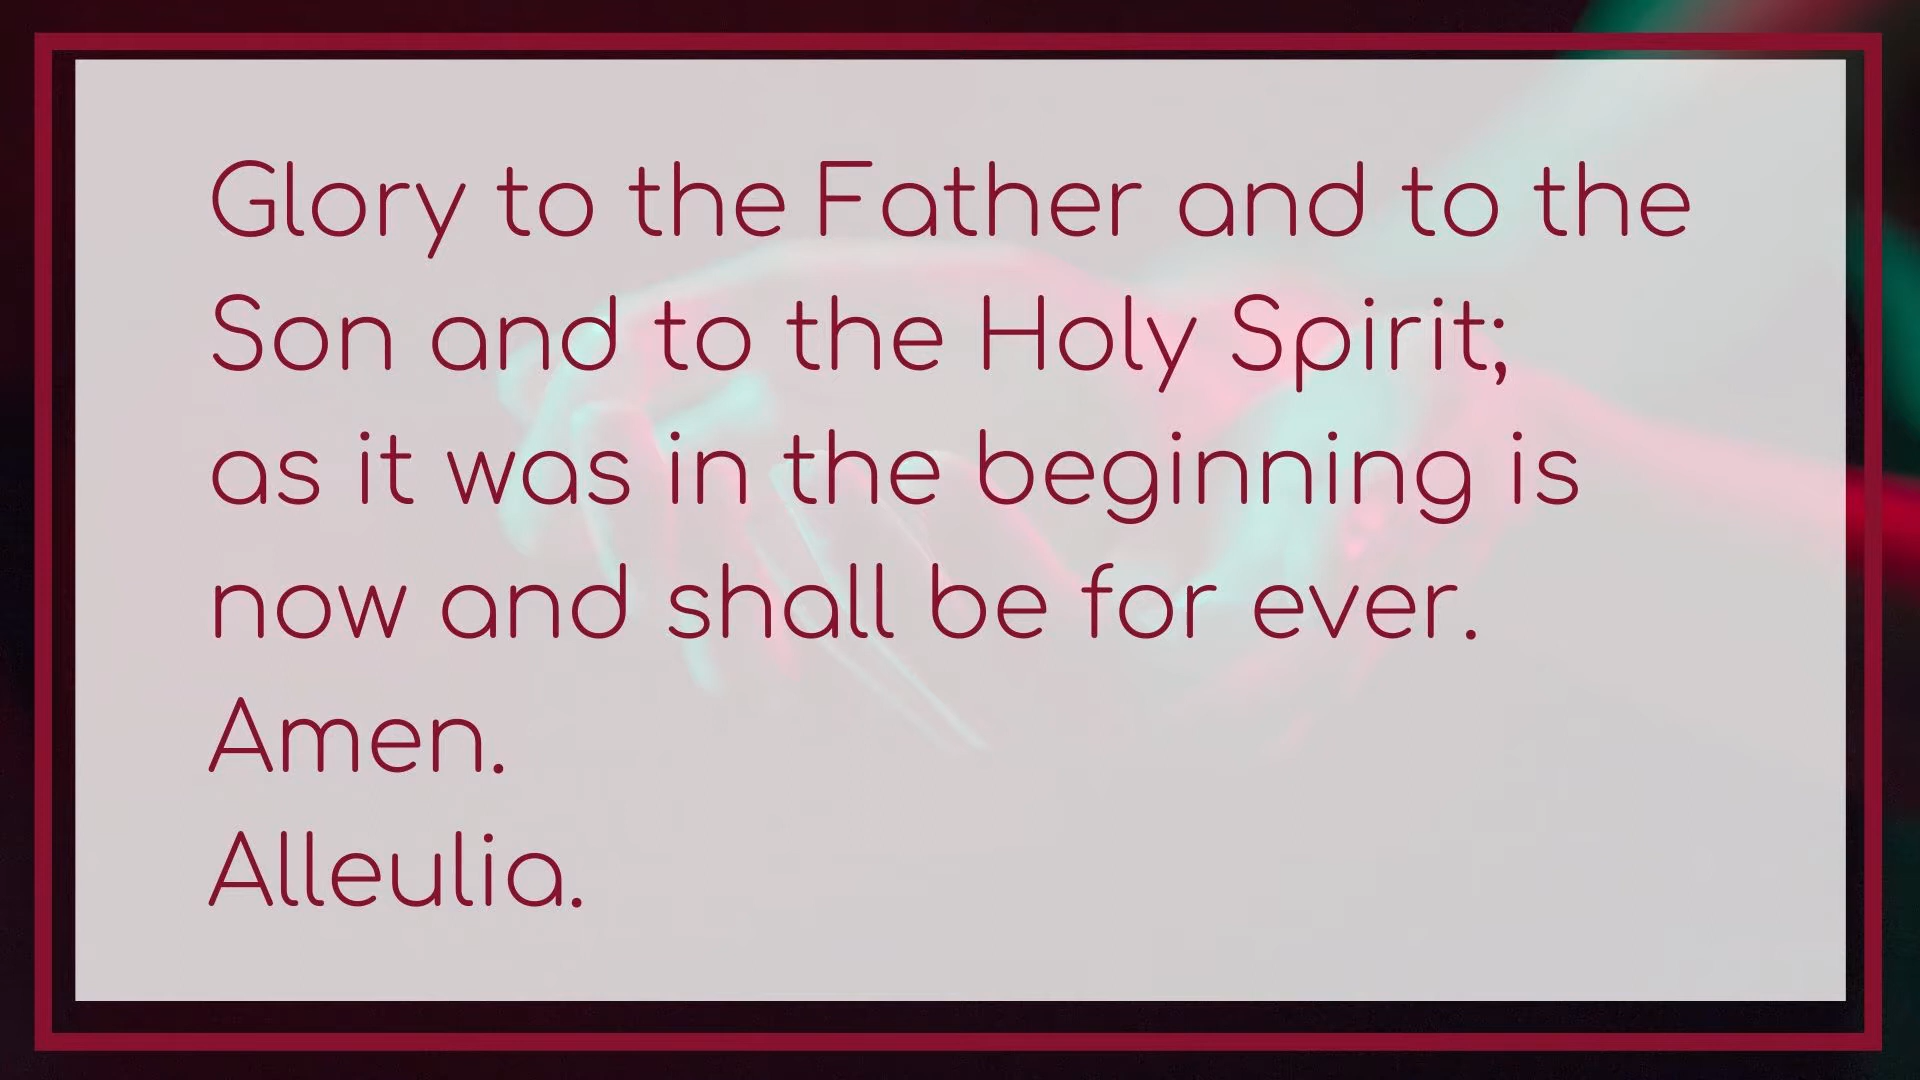 Glory to the Father and to the
Son and to the Holy Spirit;
as it was in the beginning is
now and shall be for ever.
Amen.
Alleulia.